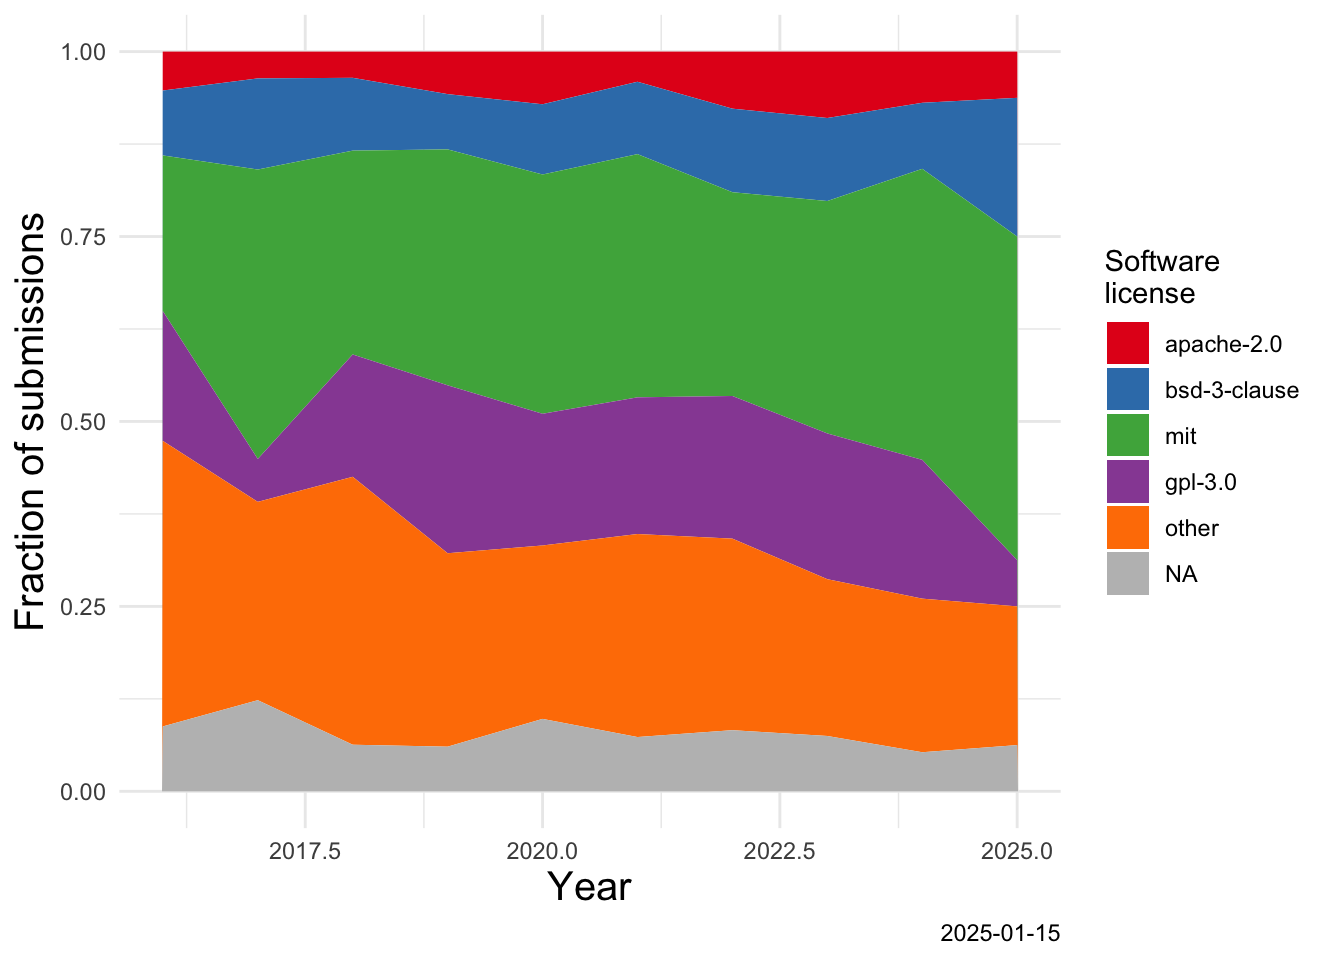 1.00
0.75
0.50
0.25
0.00
Fraction of submissions
2017.5
2020.0
2022.5
2025.0
Year
2025-01-15
Software
license
apache-2.0
bsd-3-clause
mit
gpl-3.0
other
NA